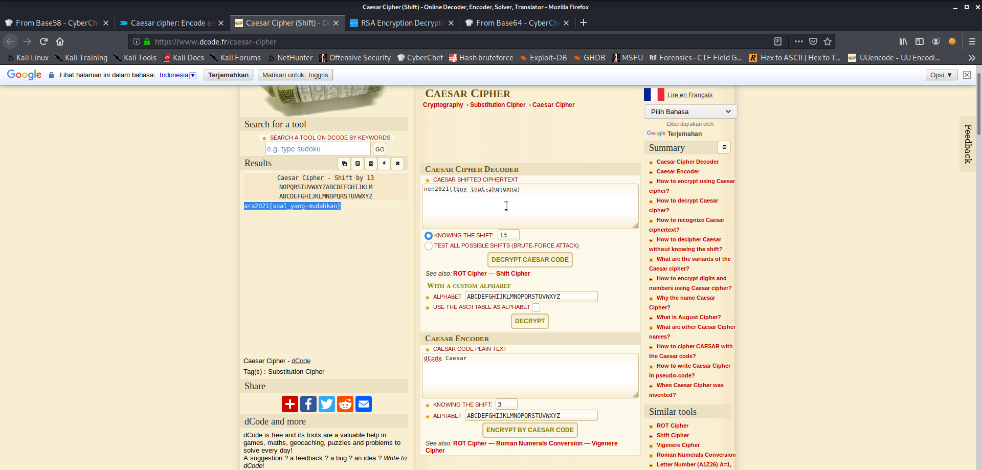 Caesar Cipher (Shift) - Online Decoder, Encoder, Solver, Translator - Mozilla Firefox
From Base58 - CyberChe
Caesar cipher: Encode an
Caesar Cipher (Shift) - O
RSA Encryption Decryptio
From Base64 - CyberChe
https://www.dcode.fr/caesar-cipher
Kali Linux Kali Training Kali Tools Kali Docs Kali Forums CyberChef Hash bruteforce NetHunter Offensive Security Exploit-DB GHDB MSFU Forensics · CTF Field G... Hex to ASCII | Hex to T... UUencode - UU Encodi...
Google Lihat halaman ini dalam bahasa: Indonesia Terjemahkan Matikan untuk: Inggris Opsi
Search for a tool
SEARCH A TOOL ON DCODE BY KEYWORDS
e.g. type sudoku GO
Results
Caesar Cipher - Shift by 13
NOPQRSTUVWXYZABCDEFGHIJKLM
ABCDEFGHIJKLMNOPQRSTUVWXYZ
ara2021{soal_yang-mudahkan}
Caesar Cipher - dCode
Tag(s) : Substitution Cipher
Share
dCode and more
dCode is free and its tools are a valuable help in
games, maths, geocaching, puzzles and problems to
solve every day!
A suggestion ? a feedback ? a bug ? an idea ? Write to
dCode!
CAESAR CIPHER
Cryptography › Substitution Cipher › Caesar Cipher
CAESAR CIPHER DECODER
CAESAR SHIFTED CIPHERTEXT
KNOWING THE SHIFT: 13
TEST ALL POSSIBLE SHIFTS (BRUTE-FORCE ATTACK)
DECRYPT CAESAR CODE
See also: ROT Cipher — Shift Cipher
WITH A CUSTOM ALPHABET
ALPHABET ABCDEFGHIJKLMNOPQRSTUVWXYZ
USE THE ASCII TABLE AS ALPHABET
DECRYPT
CAESAR ENCODER
CAESAR CODE PLAIN TEXT
dCode Caesar
KNOWING THE SHIFT: 3
ALPHABET ABCDEFGHIJKLMNOPQRSTUVWXYZ
ENCRYPT BY CAESAR CODE
See also: ROT Cipher — Roman Numerals Conversion — Vigenere
Cipher
Lire en Français
Pilih Bahasa
Diberdayakan oleh
Google Terjemahan
Summary
Caesar Cipher Decoder
Caesar Encoder
How to encrypt using Caesar
cipher?
How to decrypt Caesar
cipher?
How to recognize Caesar
ciphertext?
How to decipher Caesar
without knowing the shift?
What are the variants of the
Caesar cipher?
How to encrypt digits and
numbers using Caesar cipher?
Why the name Caesar
Cipher?
What is August Cipher?
What are other Caesar Cipher
names?
How to cipher CAESAR with
the Caesar code?
How to write Caesar Cipher
in pseudo-code?
When Caesar Cipher was
invented?
Similar tools
ROT Cipher
Shift Cipher
Vigenere Cipher
Roman Numerals Conversion
Letter Number (A1Z26) A=1,
Feedback